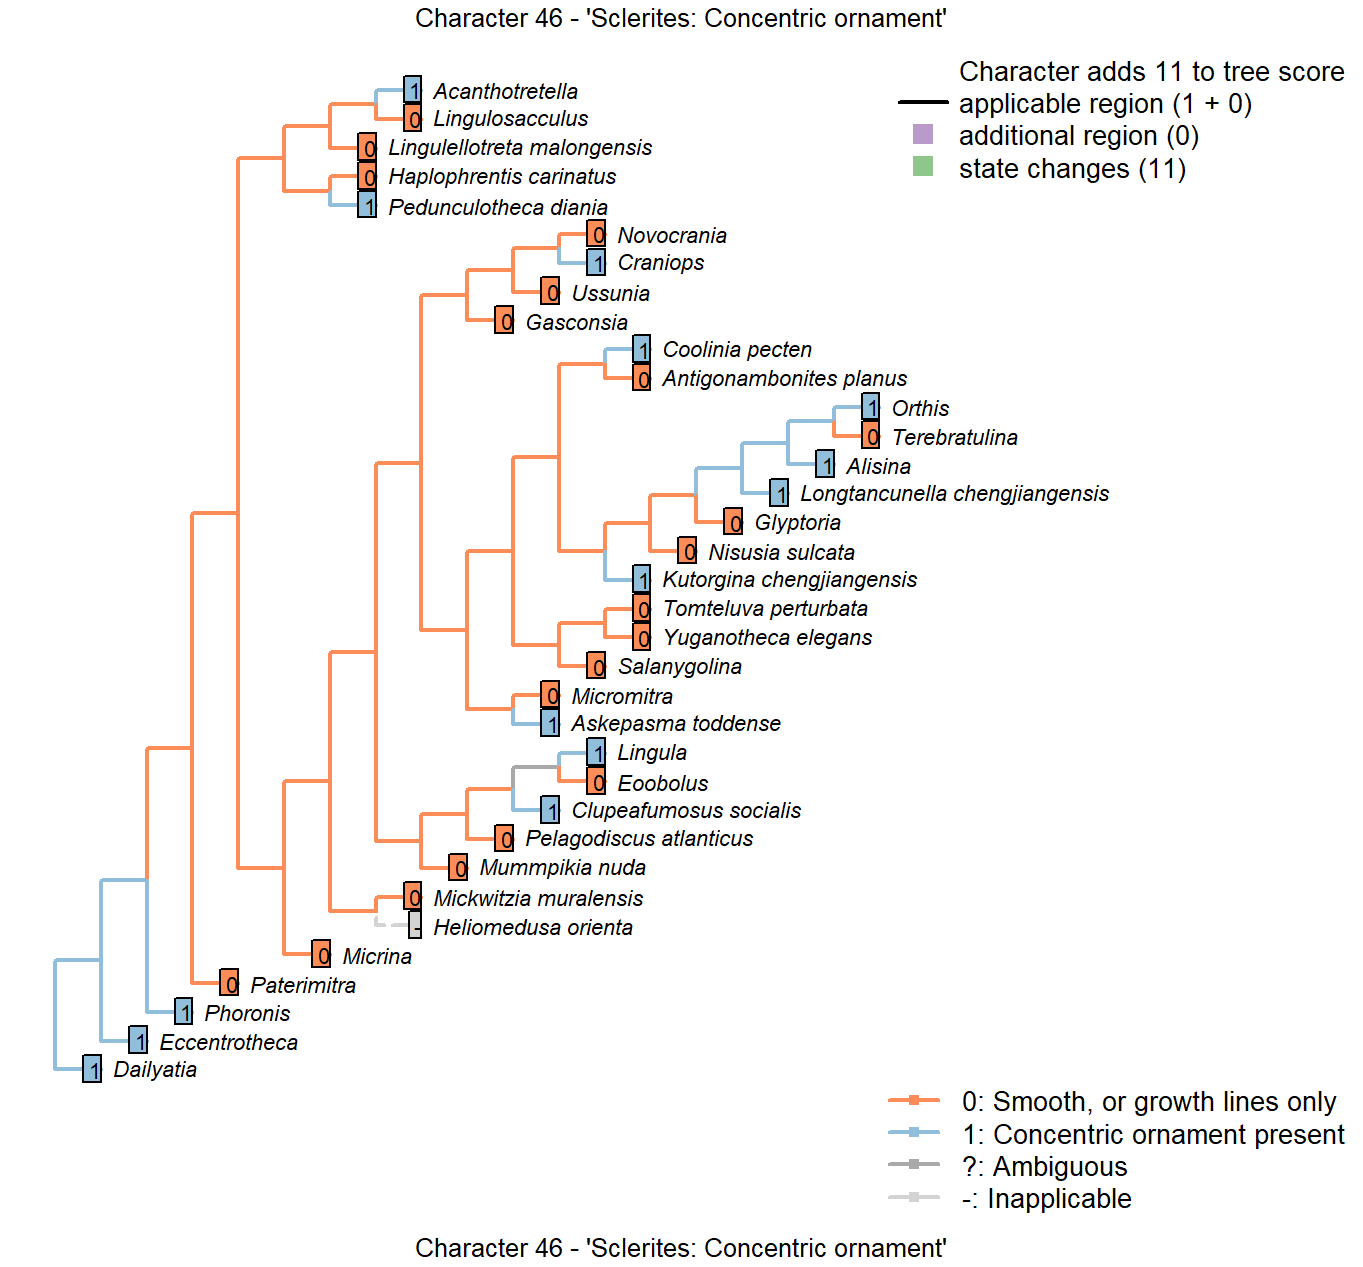 Character 46 - 'Sclerites: Concentric ornament'
Character adds 11 to tree score
applicable region (1 + 0)
additional region (0)
state changes (11)
1 Acanthotretella
0 Lingulosacculus
0 Lingulellotreta malongensis
0 Haplophrentis carinatus
1 Pedunculotheca diania
0 Novocrania
1 Craniops
0 Ussunia
0 Gasconsia
1 Coolinia pecten
0 Antigonambonites planus
1 Orthis
0 Terebratulina
1 Alisina
1 Longtancunella chengjiangensis
0 Glyptoria
0 Nisusia sulcata
1 Kutorgina chengjiangensis
0 Tomteluva perturbata
0 Yuganotheca elegans
0 Salanygolina
0 Micromitra
1 Askepasma toddense
1 Lingula
0 Eoobolus
1 Clupeafumosus socialis
0 Pelagodiscus atlanticus
0 Mummpikia nuda
0 Mickwitzia muralensis
- Heliomedusa orienta
0 Micrina
0 Paterimitra
1 Phoronis
1 Eccentrotheca
1 Dailyatia
0: Smooth, or growth lines only
1: Concentric ornament present
?: Ambiguous
-: Inapplicable
Character 46 - 'Sclerites: Concentric ornament'